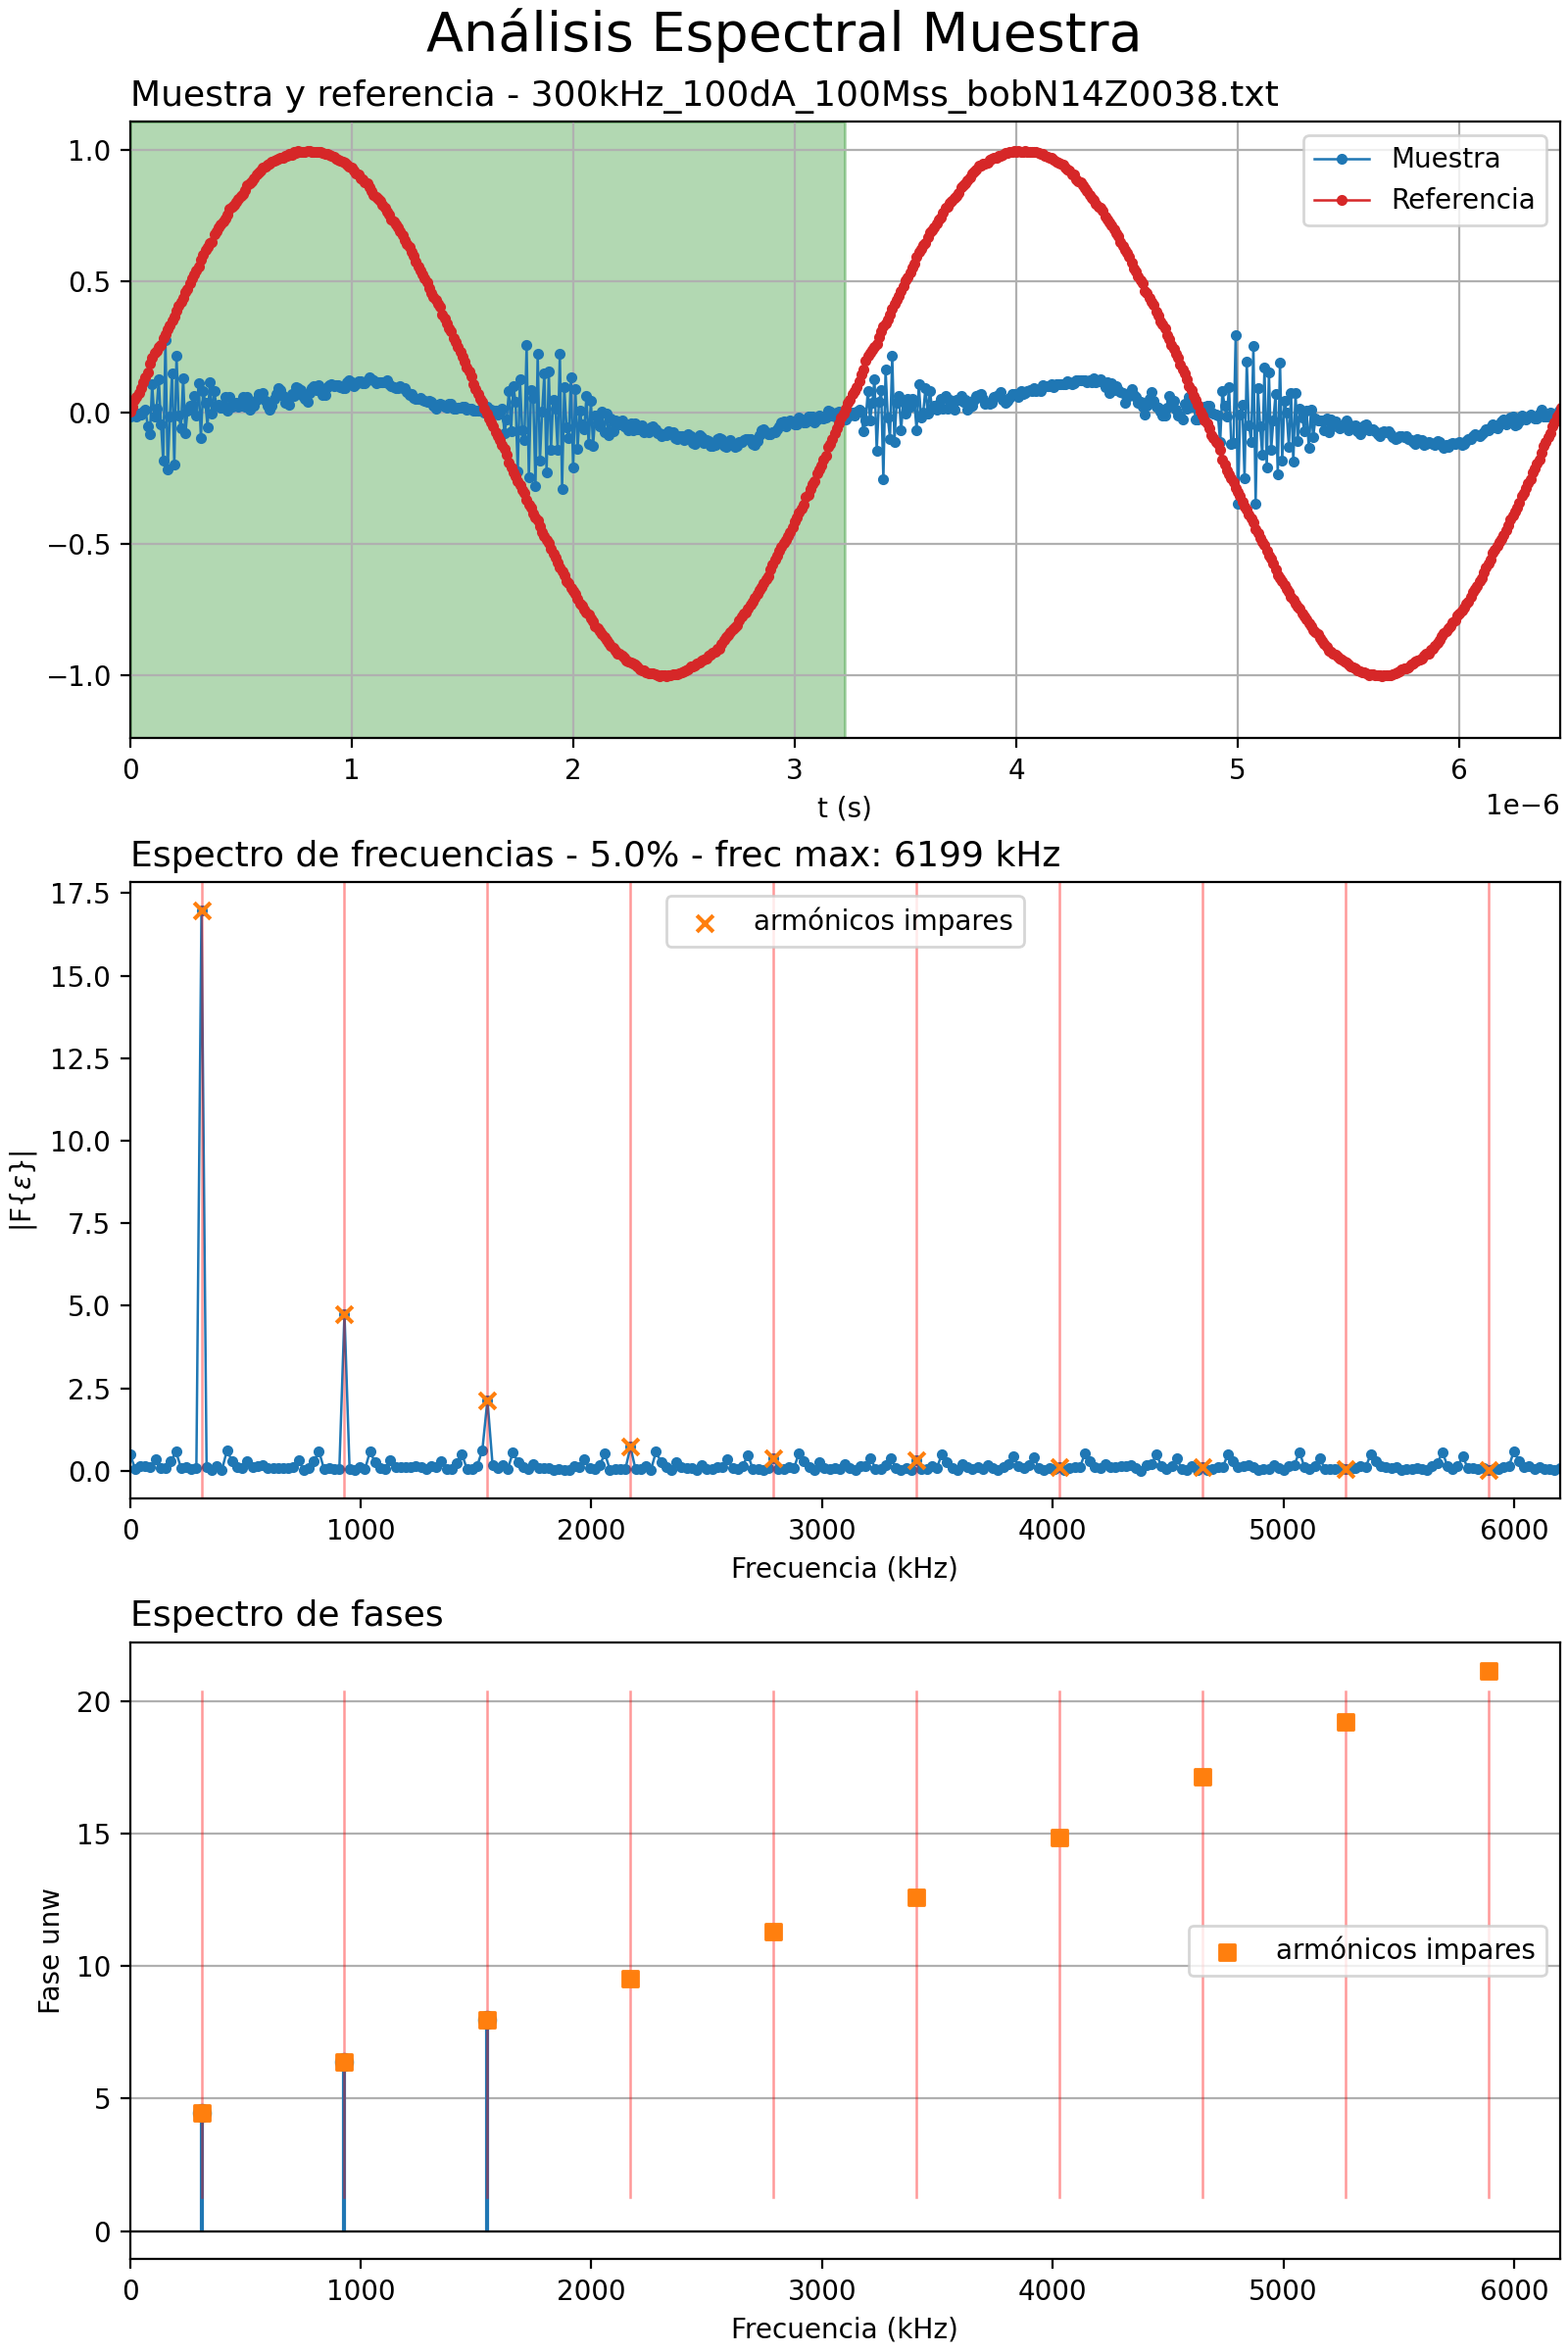 Análisis Espectral Muestra
Muestra y referencia - 300kHz_100dA_100Mss_bobN14Z0038.txt
1.0
0.5
0.0
−0.5
−1.0
Muestra
Referencia
0 1 2 3 4 5 6
1e−6
t (s)
Espectro de frecuencias - 5.0% - frec max: 6199 kHz
17.5
15.0
12.5
10.0
7.5
5.0
2.5
0.0
|F{ε}|
armónicos impares
0 1000 2000 3000 4000 5000 6000
Frecuencia (kHz)
Espectro de fases
20
15
10
5
0
Fase unw
armónicos impares
0 1000 2000 3000 4000 5000 6000
Frecuencia (kHz)